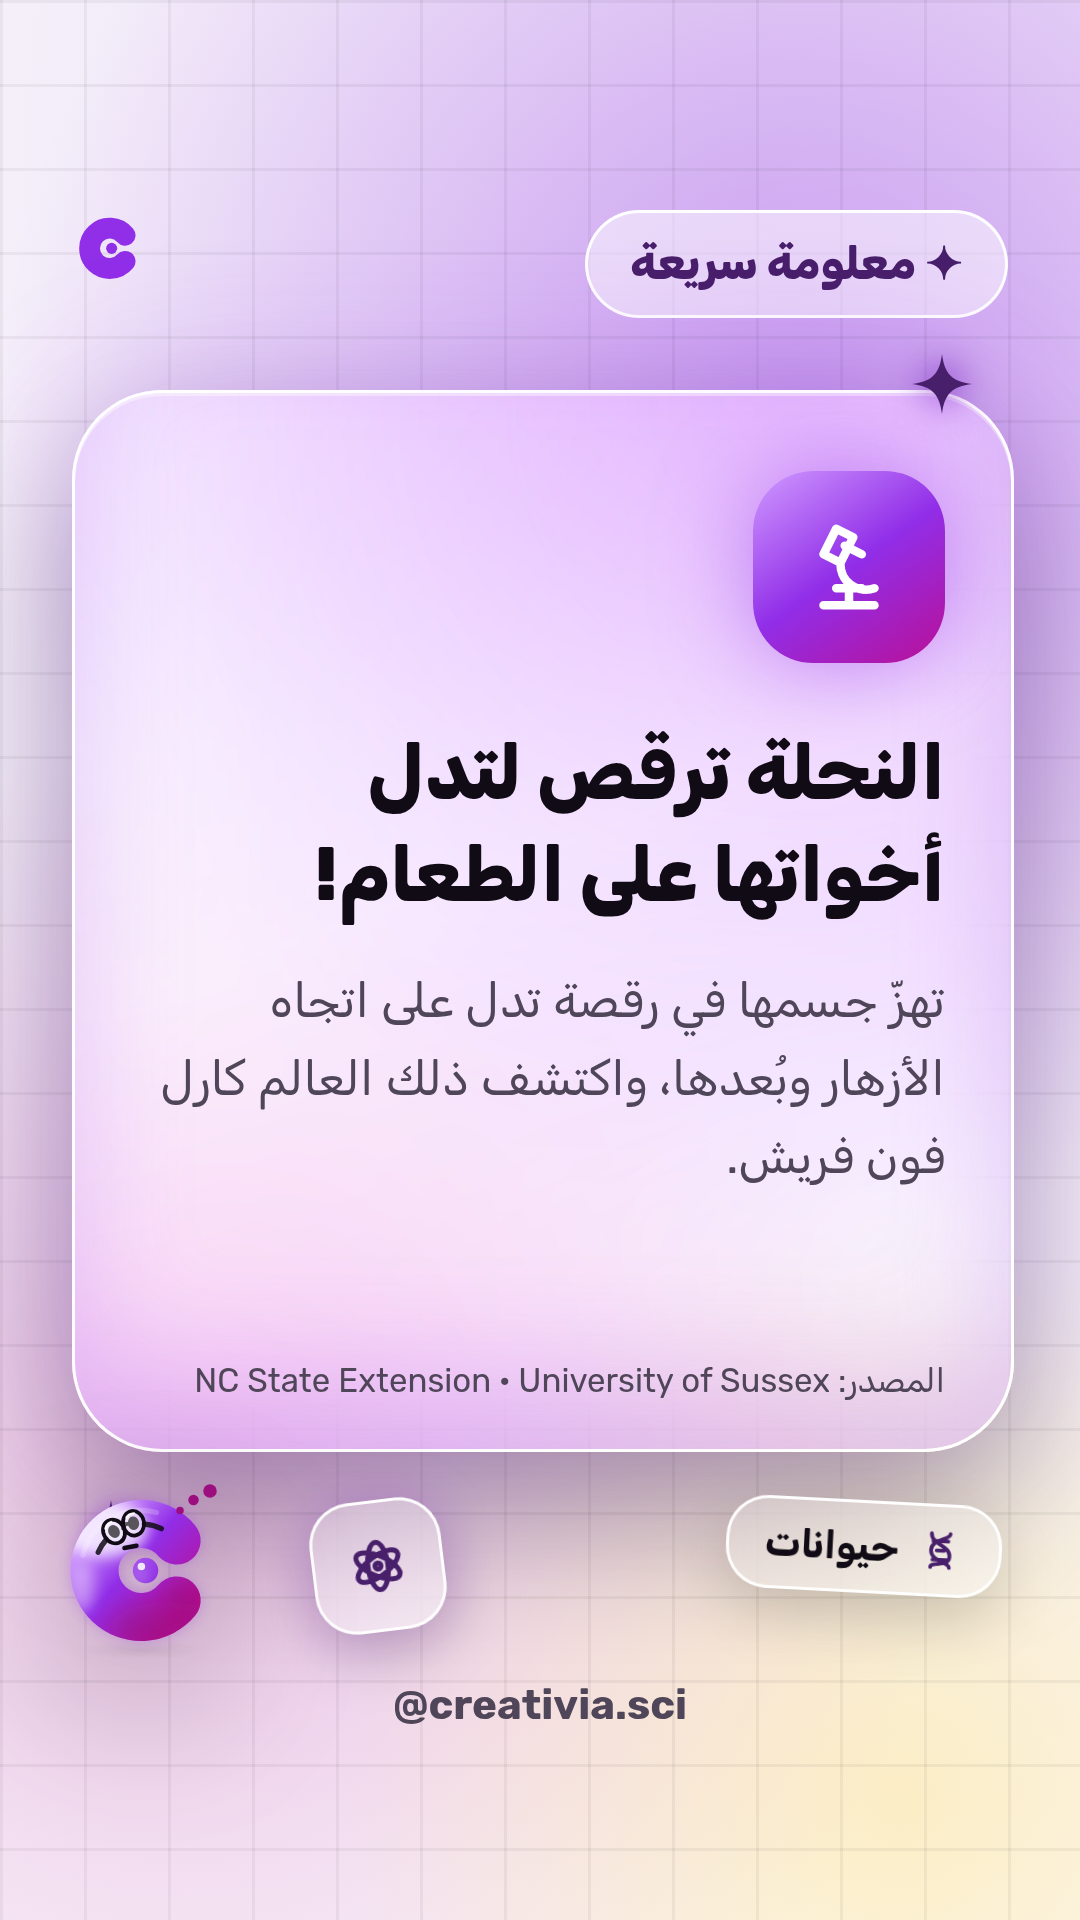 معلومة سريعة
النحلة ترقص لتدل
أخواتها على الطعام!
تهزّ جسمها في رقصة تدل على اتجاه
الأزهار وبُعدها، واكتشف ذلك العالم كارل
فون فريش.
المصدر: NC State Extension • University of Sussex
حيوانات
@creativia.sci